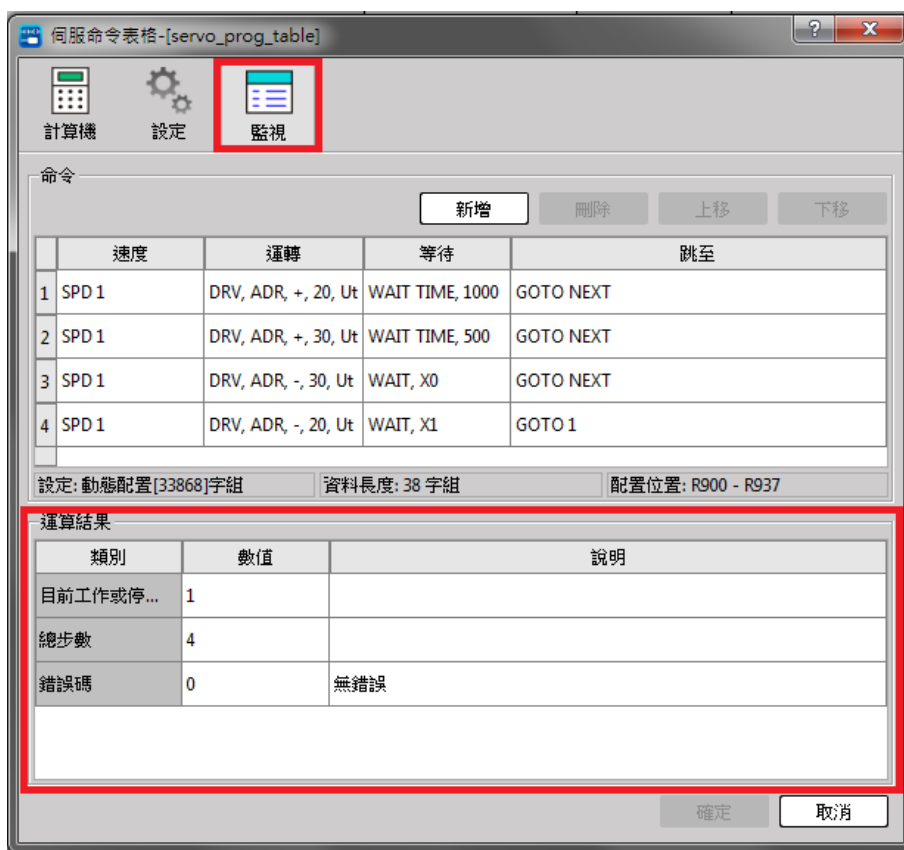 伺服命令表格-[servo_prog_table]
計算機 設定 監視
命令
新增 刪除 上移 下移
速度 運轉 等待 跳至
1 SPD 1 DRV, ADR, +, 20, Ut WAIT TIME, 1000 GOTO NEXT
2 SPD 1 DRV, ADR, +, 30, Ut WAIT TIME, 500 GOTO NEXT
3 SPD 1 DRV, ADR, -, 30, Ut WAIT, X0 GOTO NEXT
4 SPD 1 DRV, ADR, -, 20, Ut WAIT, X1 GOTO 1
設定: 動態配置[33868]字組 資料長度: 38 字組 配置位置: R900 - R937
運算結果
類別 數值 說明
目前工作或停... 1
總步數 4
錯誤碼 0 無錯誤
確定 取消